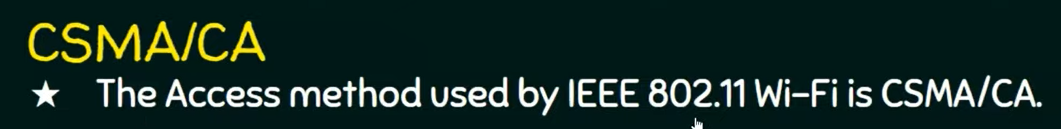 CSMA/CA
★ The Access method used by IEEE 802.11 Wi-Fi is CSMA/CA.